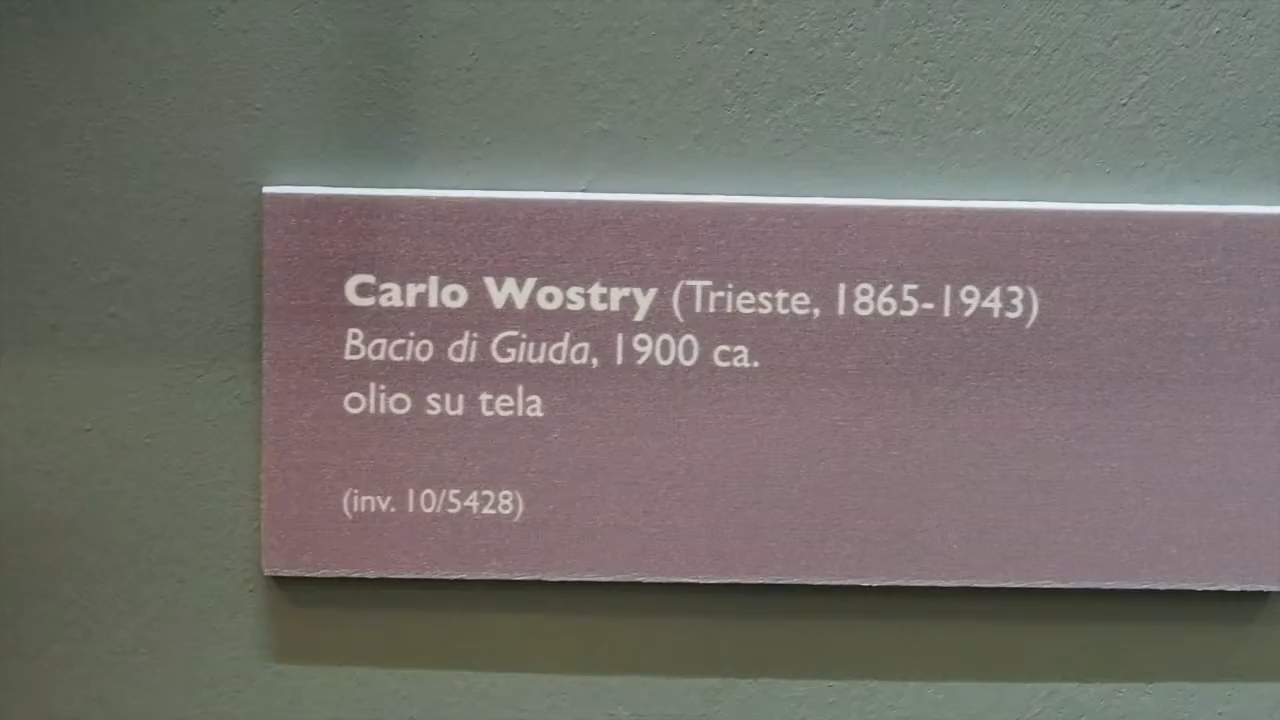 Carlo Wostry (Trieste, 1865-1943)
Bacio di Giuda, 1900 ca.
olio su tela
(inv. 10/5428)